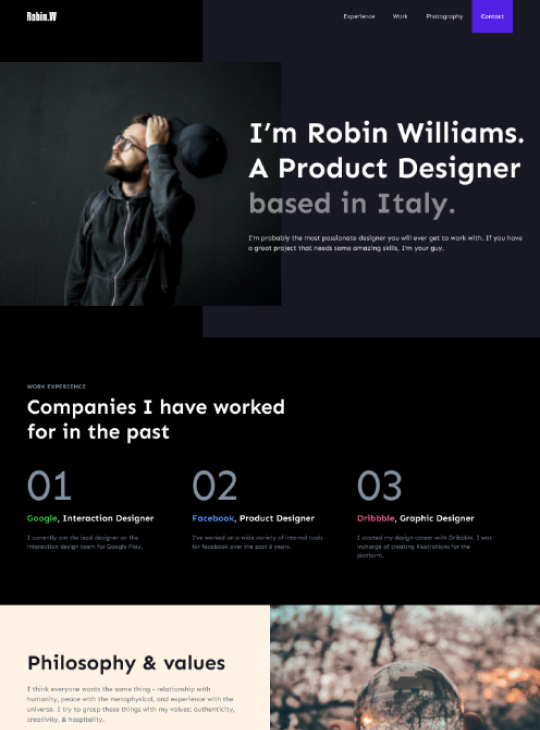 Robin.W
Experience Work Photography Contact
I'm Robin Williams.
A Product Designer
based in Italy.
I'm probably the most passionate designer you will ever get to work with. If you have
a great project that needs some amazing skills, I'm your guy.
WORK EXPERIENCE
Companies I have worked
for in the past
01
Google, Interaction Designer
I currently am the lead designer on the
interaction design team for Google Play.
02
Facebook, Product Designer
I've worked on a wide variety of internal tools
for facebook over the past 6 years.
03
Dribbble, Graphic Designer
I started my design career with Dribbble. I was
incharge of creating illustrations for the
platform.
Philosophy & values
I think everyone wants the same thing - relationship with
humanity, peace with the metaphysical, and experience with the
universe. I try to grasp these things with my values: authenticity,
creativity, & hospitality.